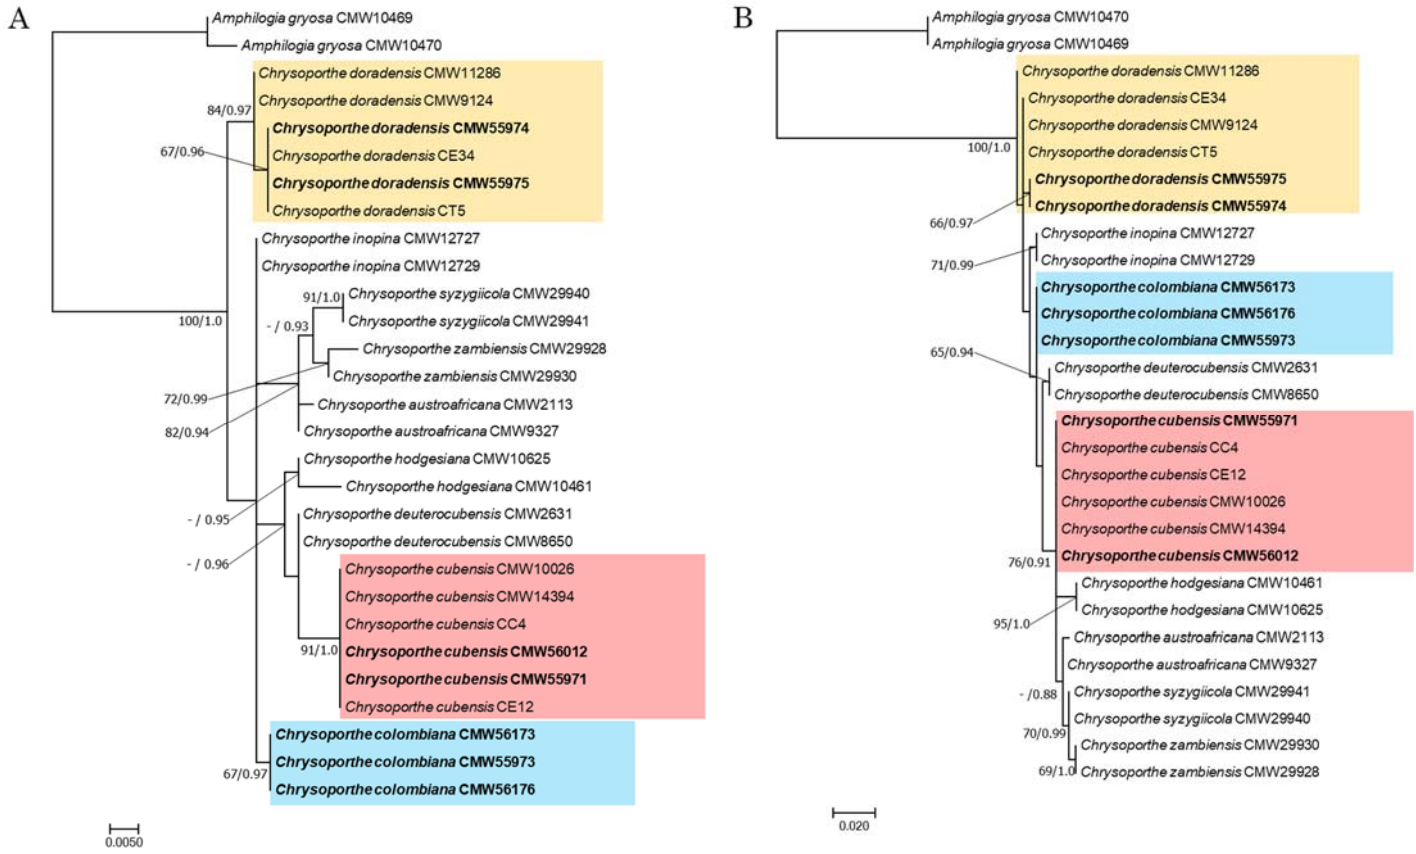 A
Amphilogia gryosa CMW10469
Amphilogia gryosa CMW10470
Chrysoporthe doradensis CMW11286
84/0.97
Chrysoporthe doradensis CMW9124
Chrysoporthe doradensis CMW55974
67/0.96
Chrysoporthe doradensis CE34
Chrysoporthe doradensis CMW55975
Chrysoporthe doradensis CT5
Chrysoporthe inopina CMW12727
Chrysoporthe inopina CMW12729
91/1.0
Chrysoporthe syzygiicola CMW29940
100/1.0
- / 0.93
Chrysoporthe syzygiicola CMW29941
Chrysoporthe zambiensis CMW29928
Chrysoporthe zambiensis CMW29930
72/0.99
Chrysoporthe austroafricana CMW2113
82/0.94
Chrysoporthe austroafricana CMW9327
Chrysoporthe hodgesiana CMW10625
Chrysoporthe hodgesiana CMW10461
- / 0.95
Chrysoporthe deuterocubensis CMW2631
Chrysoporthe deuterocubensis CMW8650
- / 0.96
Chrysoporthe cubensis CMW10026
Chrysoporthe cubensis CMW14394
Chrysoporthe cubensis CC4
91/1.0
Chrysoporthe cubensis CMW56012
Chrysoporthe cubensis CMW55971
Chrysoporthe cubensis CE12
Chrysoporthe colombiana CMW56173
Chrysoporthe colombiana CMW55973
67/0.97
Chrysoporthe colombiana CMW56176
0.0050
B
Amphilogia gryosa CMW10470
Amphilogia gryosa CMW10469
Chrysoporthe doradensis CMW11286
Chrysoporthe doradensis CE34
Chrysoporthe doradensis CMW9124
100/1.0
Chrysoporthe doradensis CT5
Chrysoporthe doradensis CMW55975
Chrysoporthe doradensis CMW55974
66/0.97
Chrysoporthe inopina CMW12727
Chrysoporthe inopina CMW12729
71/0.99
Chrysoporthe colombiana CMW56173
Chrysoporthe colombiana CMW56176
Chrysoporthe colombiana CMW55973
65/0.94
Chrysoporthe deuterocubensis CMW2631
Chrysoporthe deuterocubensis CMW8650
Chrysoporthe cubensis CMW55971
Chrysoporthe cubensis CC4
Chrysoporthe cubensis CE12
Chrysoporthe cubensis CMW10026
Chrysoporthe cubensis CMW14394
76/0.91
Chrysoporthe cubensis CMW56012
Chrysoporthe hodgesiana CMW10461
Chrysoporthe hodgesiana CMW10625
95/1.0
Chrysoporthe austroafricana CMW2113
Chrysoporthe austroafricana CMW9327
- /0.88
Chrysoporthe syzygiicola CMW29941
Chrysoporthe syzygiicola CMW29940
70/0.99
Chrysoporthe zambiensis CMW29930
69/1.0
Chrysoporthe zambiensis CMW29928
0.020